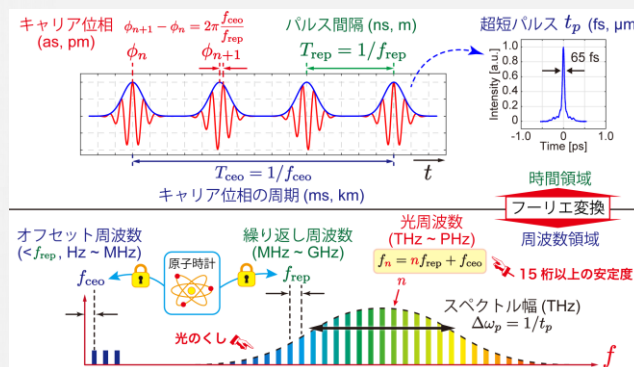 キャリア位相
(as, pm)
ϕn+1 − ϕn = 2π fceo/frep
ϕn
ϕn+1
パルス間隔 (ns, m)
Trep = 1/frep
超短パルス tp (fs, μm)
Intensity [a.u.]
1.0
0.8
0.6
0.4
0.2
0
65 fs
-1.0
0
1.0
Time [ps]
Tceo = 1/fceo
t
キャリア位相の周期 (ms, km)
時間領域
フーリエ変換
周波数領域
オフセット周波数
(<frep, Hz ~ MHz)
fceo
原子時計
繰り返し周波数
(MHz ~ GHz)
frep
光周波数
(THz ~ PHz)
fn = nfrep + fceo
n
15 桁以上の安定度
光のくし
スペクトル幅 (THz)
Δωp = 1/tp
f